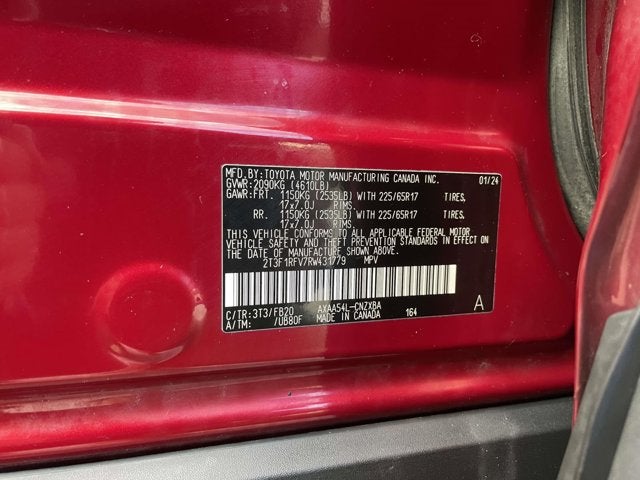 MFD.BY:TOYOTA MOTOR MANUFACTURING CANADA INC. 01/24
GVWR:2090KG (4610LB)
GAWR:FRT. 1150KG (2535LB) WITH 225/65R17 TIRES,
17x7.0J RIMS.
RR. 1150KG (2535LB) WITH 225/65R17 TIRES,
17x7.0J RIMS.
THIS VEHICLE CONFORMS TO ALL APPLICABLE FEDERAL MOTOR
VEHICLE SAFETY AND THEFT PREVENTION STANDARDS IN EFFECT ON
THE DATE OF MANUFACTURE SHOWN ABOVE.
2T3F1RFV7RW431779 MPV
C/TR:3T3/FB20 AXAA54L-CNZXBA A
A/TM: /UB80F MADE IN CANADA 164